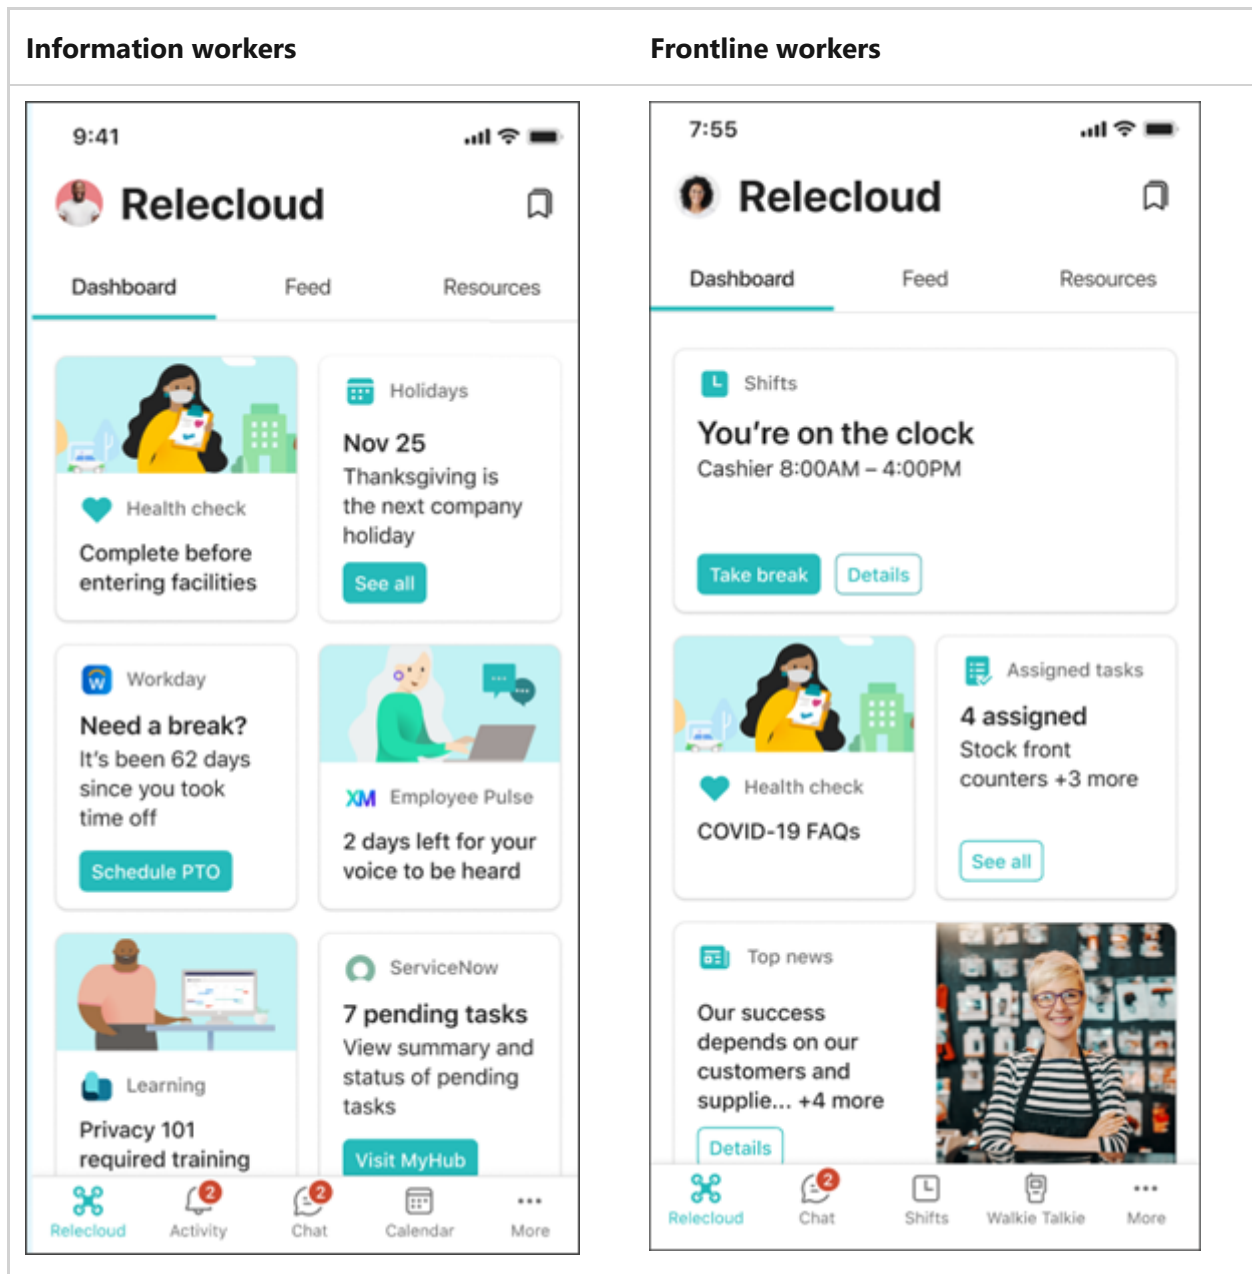 Information workers
Frontline workers
9:41
Relecloud
Dashboard
Feed
Resources
Health check
Complete before
entering facilities
Holidays
Nov 25
Thanksgiving is
the next company
holiday
See all
Workday
Need a break?
It's been 62 days
since you took
time off
Schedule PTO
XM Employee Pulse
2 days left for your
voice to be heard
Learning
Privacy 101
required training
ServiceNow
7 pending tasks
View summary and
status of pending
tasks
Visit MyHub
Relecloud
2
Activity
2
Chat
Calendar
More
7:55
Relecloud
Dashboard
Feed
Resources
Shifts
You're on the clock
Cashier 8:00AM – 4:00PM
Take break
Details
Health check
COVID-19 FAQs
Assigned tasks
4 assigned
Stock front
counters +3 more
See all
Top news
Our success
depends on our
customers and
supplie... +4 more
Details
Relecloud
2
Chat
Shifts
Walkie Talkie
More